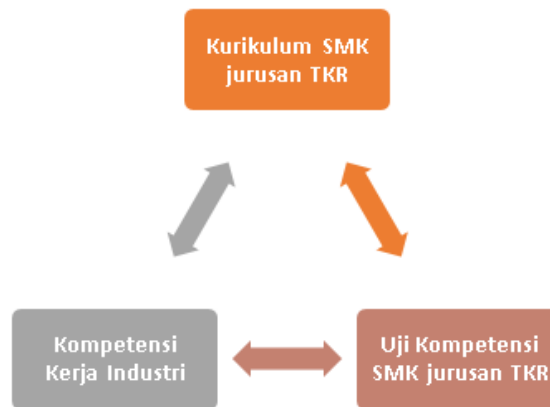 Kurikulum SMK
jurusan TKR
Kompetensi
Kerja Industri
Uji Kompetensi
SMK jurusan TKR